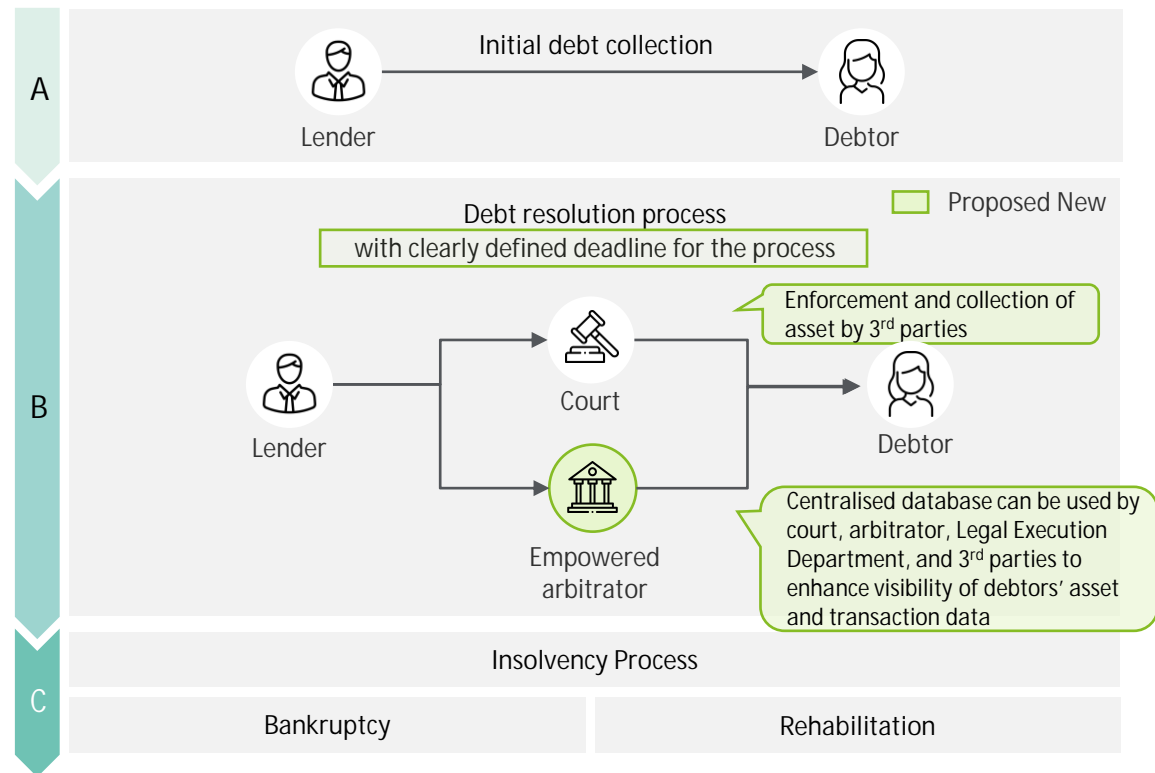 A
Initial debt collection
Lender
Debtor
B
Proposed New
Debt resolution process
with clearly defined deadline for the process
Enforcement and collection of
asset by 3rd parties
Court
Lender
Debtor
Empowered
arbitrator
Centralised database can be used by
court, arbitrator, Legal Execution
Department, and 3rd parties to
enhance visibility of debtors’ asset
and transaction data
C
Insolvency Process
Bankruptcy
Rehabilitation